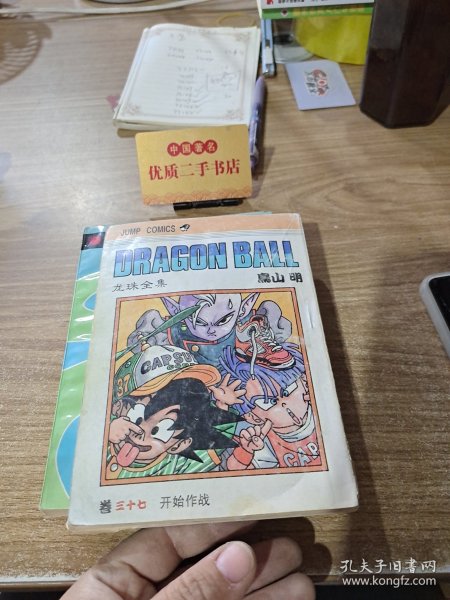 中国著名
优质二手书店
JUMP COMICS
DRAGON BALL
龙珠全集
鳥山 明
CAPSU
CAP
卷三十七 开始作战
孔夫子旧书网
www.kongfz.com